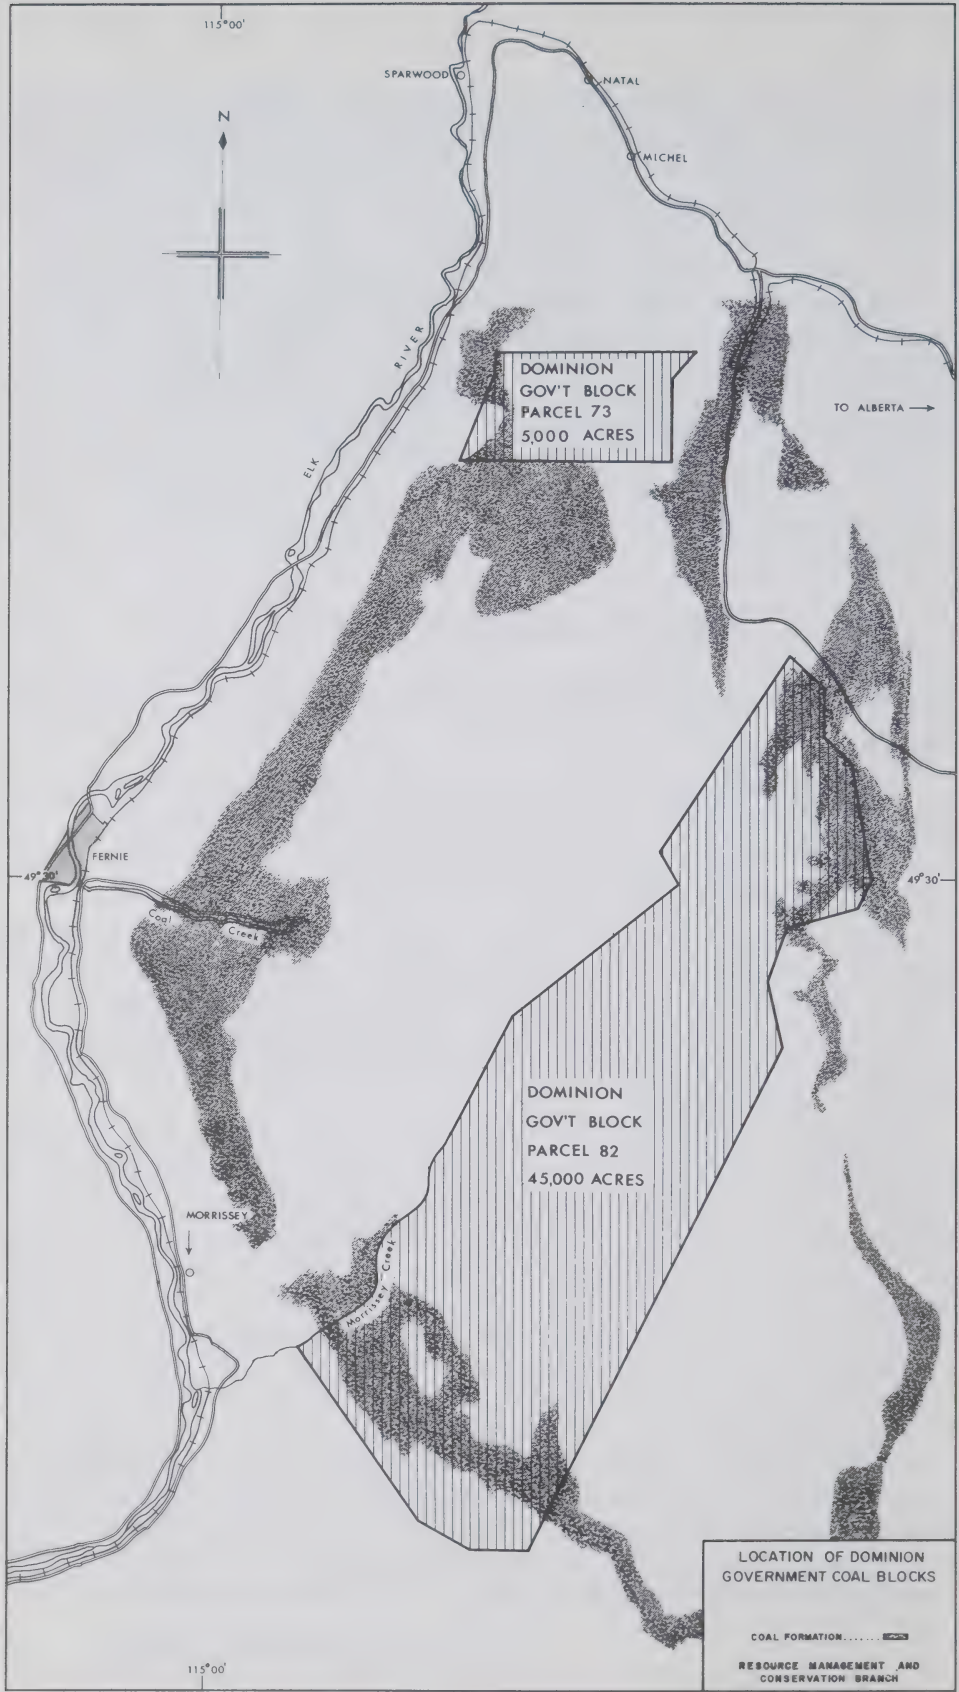 115°00'
SPARWOOD
NATAL
N
MICHEL
RIVER
ELK
DOMINION
GOV'T BLOCK
PARCEL 73
5,000 ACRES
TO ALBERTA
FERNIE
49°30'
49°30'
Coal
Creek
DOMINION
GOV'T BLOCK
PARCEL 82
45,000 ACRES
MORRISSEY
Morrissey Creek
LOCATION OF DOMINION
GOVERNMENT COAL BLOCKS
COAL FORMATION.......
RESOURCE MANAGEMENT AND
CONSERVATION BRANCH
115°00'